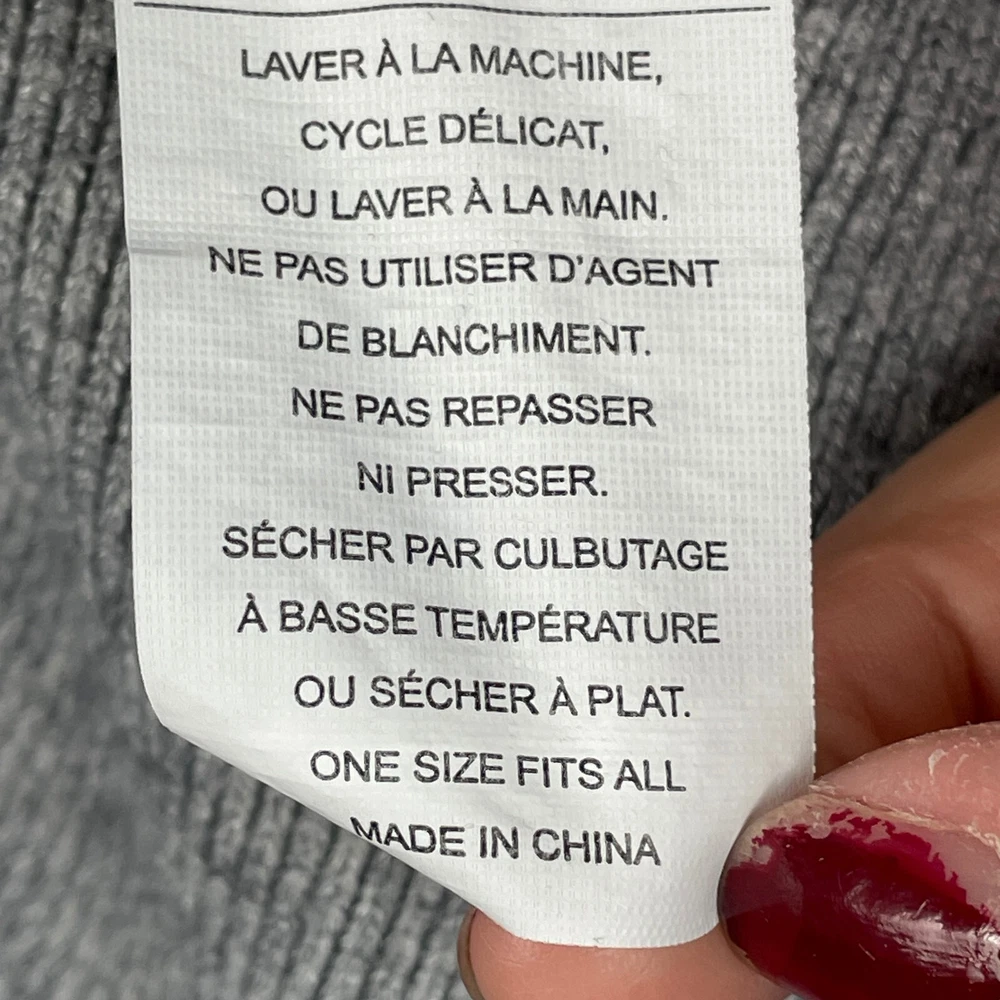 LAVER À LA MACHINE,
CYCLE DÉLICAT,
OU LAVER À LA MAIN.
NE PAS UTILISER D'AGENT
DE BLANCHIMENT.
NE PAS REPASSER
NI PRESSER.
SÉCHER PAR CULBUTAGE
À BASSE TEMPÉRATURE
OU SÉCHER À PLAT.
ONE SIZE FITS ALL
MADE IN CHINA